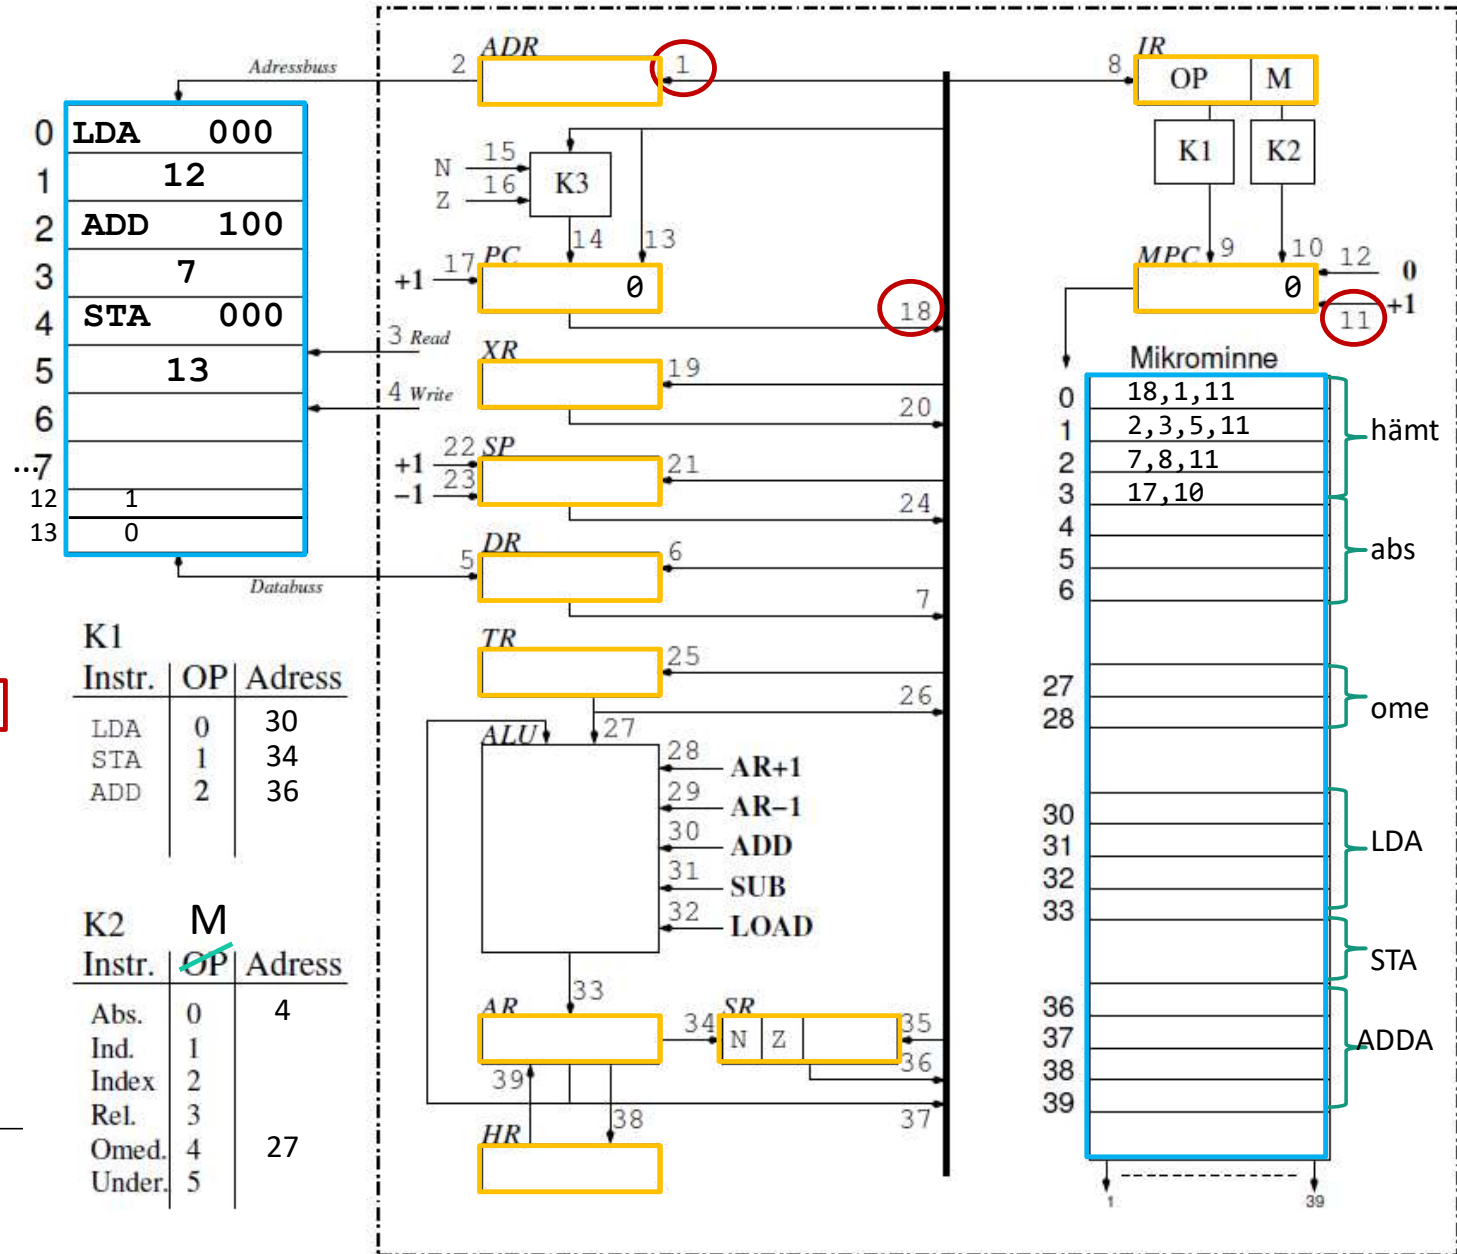 ADR
IR
Adressbuss
2
1
8
OP
M
0
LDA 000
1
12
2
ADD 100
3
7
4
STA 000
5
13
6
...7
12 1
13 0
Databuss
N 15
Z 16
K3
14
13
+1 17
PC
0
18
3 Read
4 Write
XR
19
20
+1 22
-1 23
SP
21
24
5
DR
6
7
TR
25
26
27
ALU
28 AR+1
29 AR-1
30 ADD
31 SUB
32 LOAD
33
AR
34
SR
N Z
35
36
37
38
39
HR
K1
K2
9
10
MPC
0
12 0
11 +1
Mikrominne
0 18,1,11
1 2,3,5,11
2 7,8,11
3 17,10
hämt
4
5
6
abs
27
28
ome
30
31
32
33
LDA
STA
36
37
38
39
ADDA
1
39
K1
Instr. OP Adress
LDA 0 30
STA 1 34
ADD 2 36
K2
M
Instr. OP Adress
Abs. 0 4
Ind. 1
Index 2
Rel. 3
Omed. 4 27
Under. 5